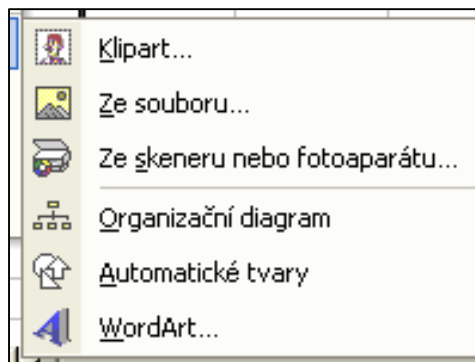 Klipart...
Ze souboru...
Ze skeneru nebo fotoaparátu...
Organizační diagram
Automatické tvary
WordArt...